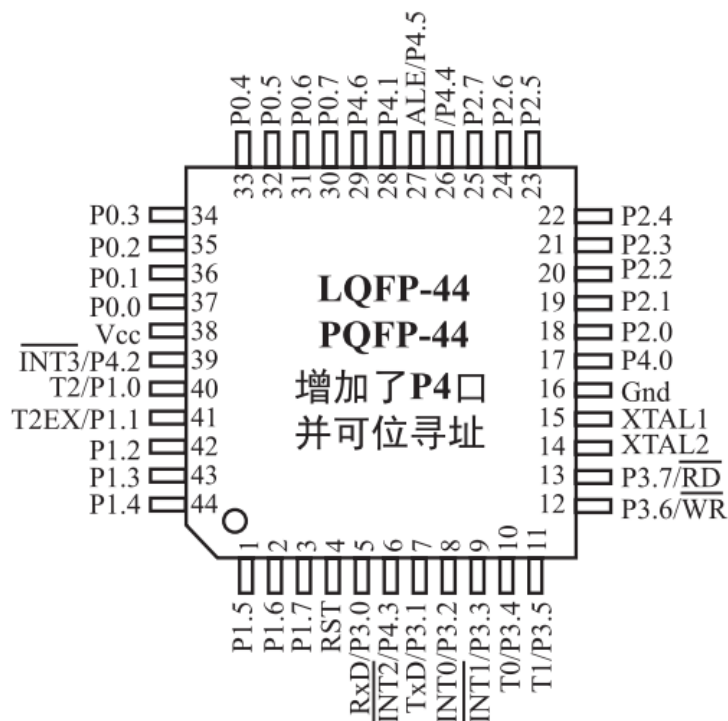 P0.4
P0.5
P0.6
P0.7
P4.6
P4.1
ALE/P4.5
/P4.4
P2.7
P2.6
P2.5
33
32
31
30
29
28
27
26
25
24
23
P0.3 34
P0.2 35
P0.1 36
P0.0 37
Vcc 38
INT3/P4.2 39
T2/P1.0 40
T2EX/P1.1 41
P1.2 42
P1.3 43
P1.4 44
LQFP-44
PQFP-44
增加了P4口
并可位寻址
22 P2.4
21 P2.3
20 P2.2
19 P2.1
18 P2.0
17 P4.0
16 Gnd
15 XTAL1
14 XTAL2
13 P3.7/RD
12 P3.6/WR
1
2
3
4
5
6
7
8
9
10
11
P1.5
P1.6
P1.7
RST
RxD/P3.0
INT2/P4.3
TxD/P3.1
INT0/P3.2
INT1/P3.3
T0/P3.4
T1/P3.5